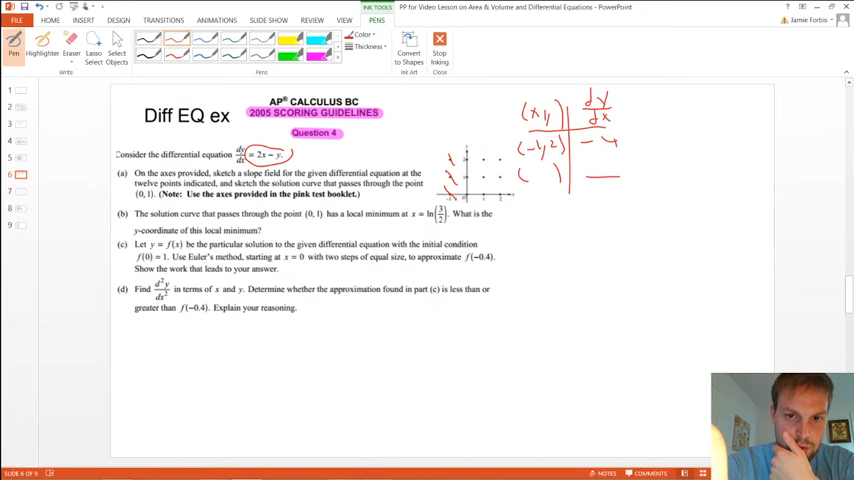 INK TOOLS
PP for Video Lesson on Area & Volume and Differential Equations - PowerPoint
FILE HOME INSERT DESIGN TRANSITIONS ANIMATIONS SLIDE SHOW REVIEW VIEW PENS
Jamie Forbis
Pen Highlighter Eraser Lasso Select Select Objects
Color
Thickness
Convert to Shapes
Stop Inking
Write Pens Ink Art Close
1
2
3
4
5
6
7
8
9
Diff EQ ex
AP® CALCULUS BC
2005 SCORING GUIDELINES
Question 4
Consider the differential equation dy/dx = 2x − y.
(a) On the axes provided, sketch a slope field for the given differential equation at the
twelve points indicated, and sketch the solution curve that passes through the point
(0, 1). (Note: Use the axes provided in the pink test booklet.)
(b) The solution curve that passes through the point (0, 1) has a local minimum at x = ln(3/2). What is the
y-coordinate of this local minimum?
(c) Let y = f(x) be the particular solution to the given differential equation with the initial condition
f(0) = 1. Use Euler's method, starting at x = 0 with two steps of equal size, to approximate f(−0.4).
Show the work that leads to your answer.
(d) Find d²y/dx² in terms of x and y. Determine whether the approximation found in part (c) is less than or
greater than f(−0.4). Explain your reasoning.
(x,y) dy/dx
(-1,2) -4
( )
SLIDE 6 OF 9
NOTES COMMENTS